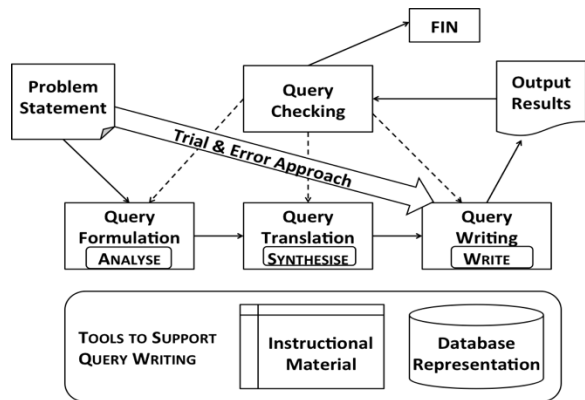 FIN
Problem
Statement
Query
Checking
Output
Results
Trial & Error Approach
Query
Formulation
ANALYSE
Query
Translation
SYNTHESISE
Query
Writing
WRITE
TOOLS TO SUPPORT
QUERY WRITING
Instructional
Material
Database
Representation